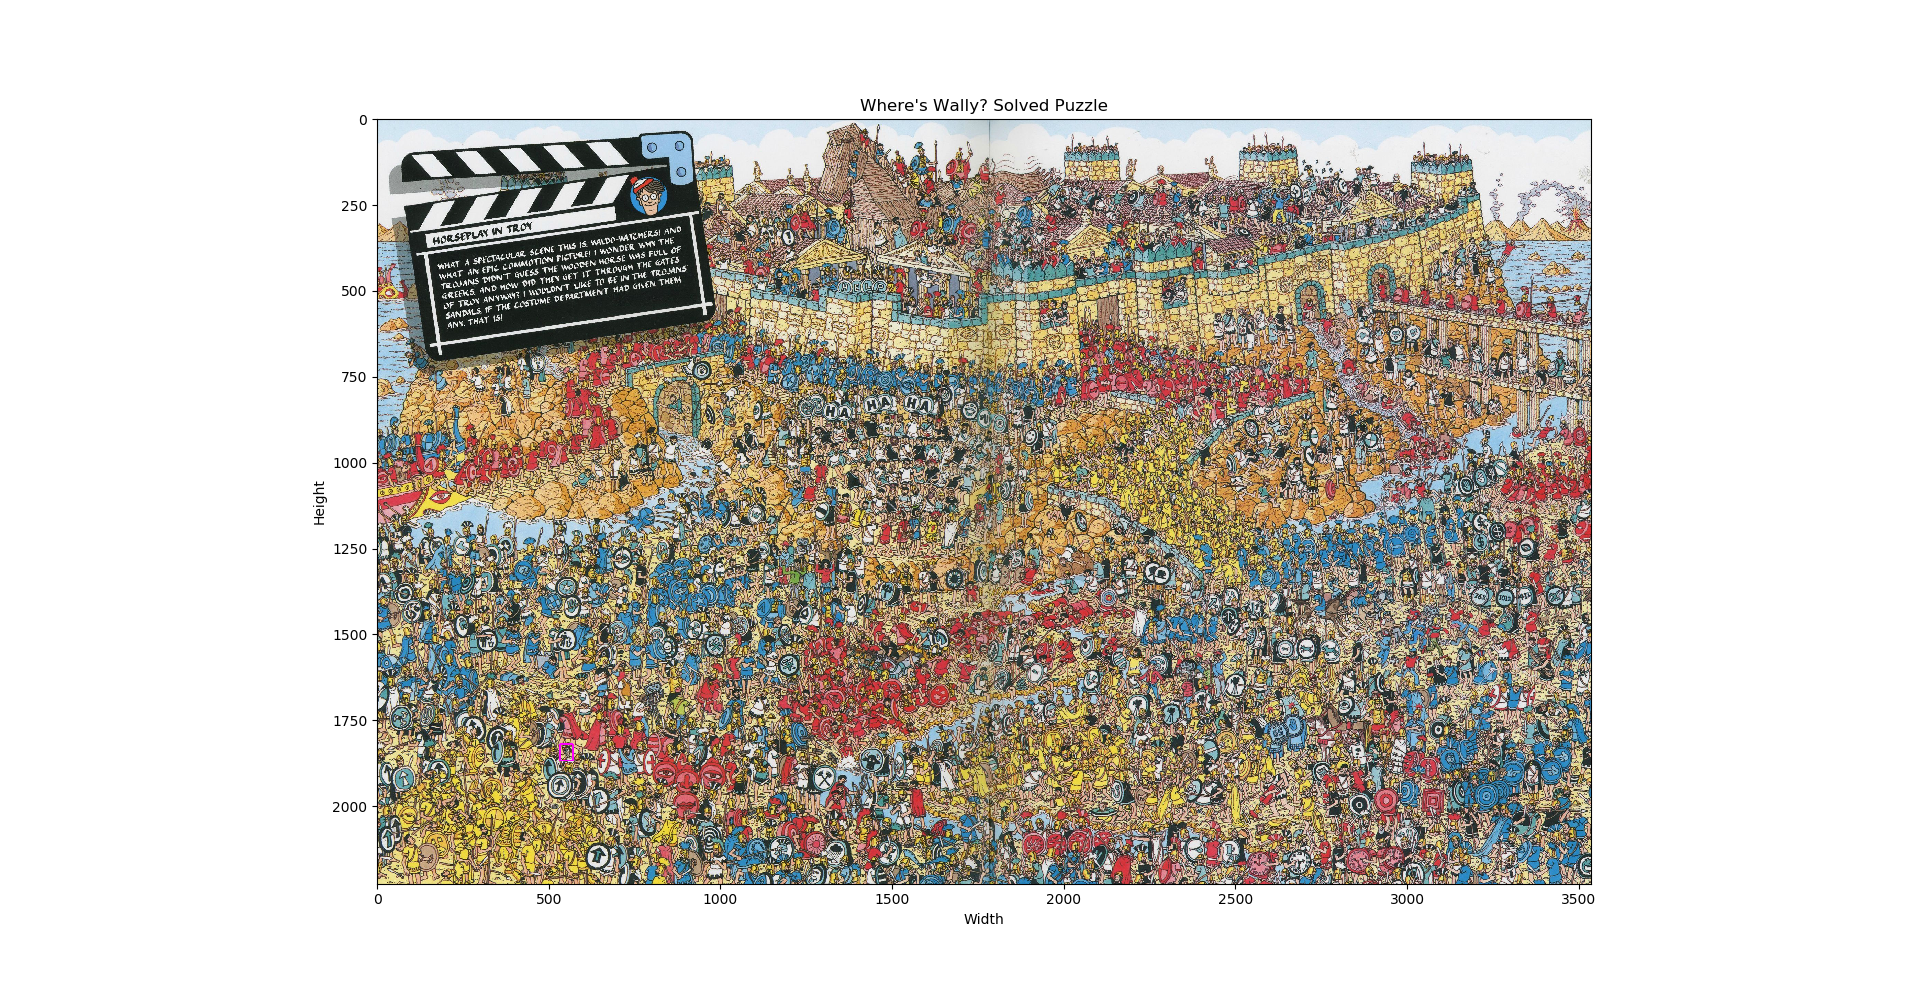 Where's Wally? Solved Puzzle
HORSEPLAY IN TROY
WHAT A SPECTACULAR SCENE THIS IS, WALDO-WATCHERS! AND
WHAT AN EPIC COMMOTION PICTURE! I WONDER WHY THE
TROJANS DIDN'T GUESS THE WOODEN HORSE WAS FULL OF
GREEKS, AND HOW DID THEY GET IT THROUGH THE GATES
OF TROY ANYWAY? I WOULDN'T LIKE TO BE IN THE TROJANS
SANDALS, IF THE COSTUME DEPARTMENT HAD GIVEN THEM
ANY, THAT IS!
HA HA HA
0
250
500
750
1000
1250
1500
1750
2000
Height
0 500 1000 1500 2000 2500 3000 3500
Width